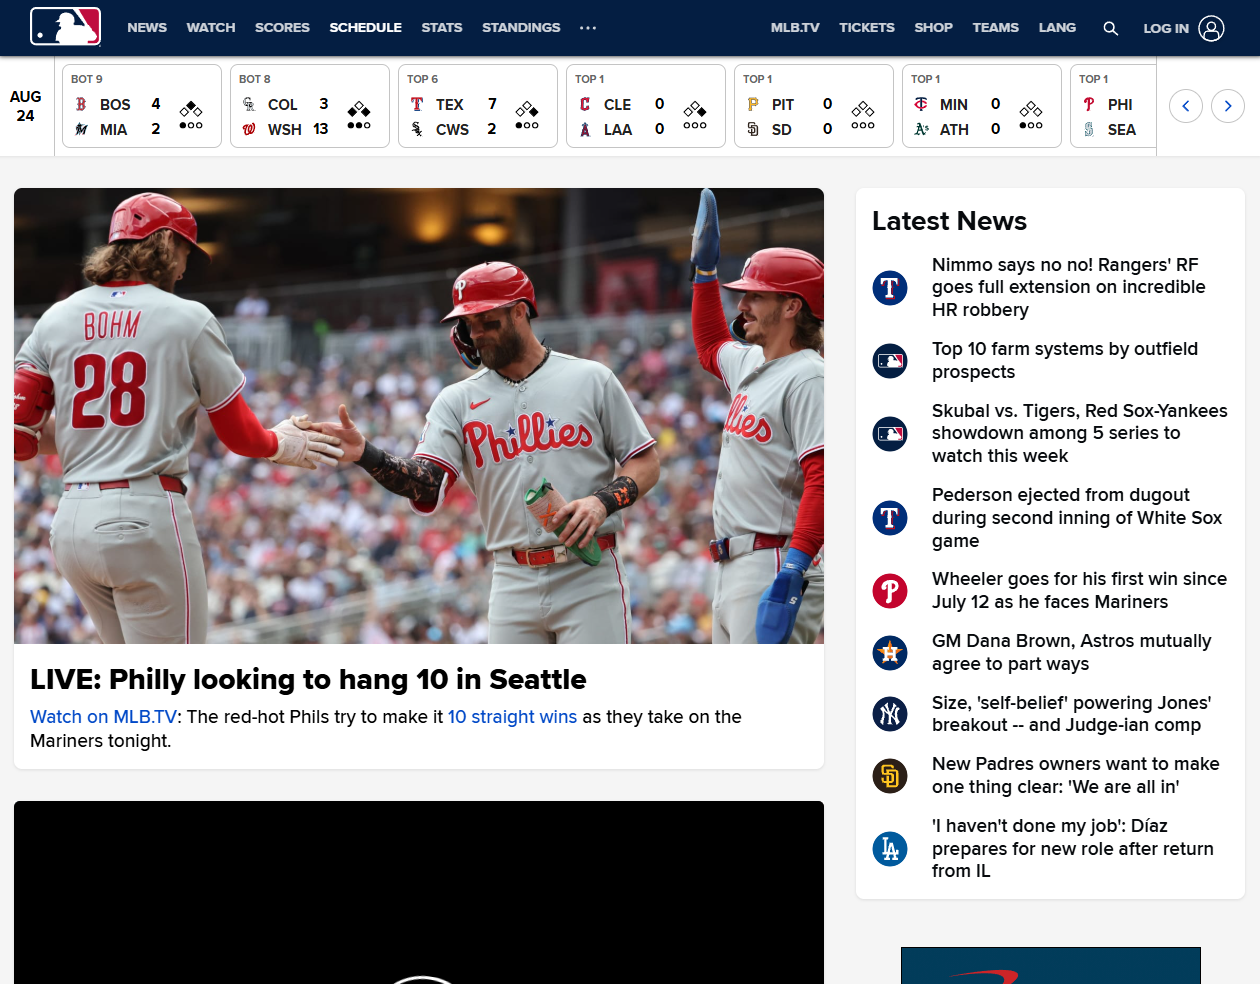 NEWS WATCH SCORES SCHEDULE STATS STANDINGS ... MLB.TV TICKETS SHOP TEAMS LANG LOG IN
AUG
24
BOT 9
BOS 4
MIA 2
BOT 8
COL 3
WSH 13
TOP 6
TEX 7
CWS 2
TOP 1
CLE 0
LAA 0
TOP 1
PIT 0
SD 0
TOP 1
MIN 0
ATH 0
TOP 1
PHI
SEA
BOHM
28
Phillies
llies
LIVE: Philly looking to hang 10 in Seattle
Watch on MLB.TV: The red-hot Phils try to make it 10 straight wins as they take on the
Mariners tonight.
Latest News
Nimmo says no no! Rangers' RF
goes full extension on incredible
HR robbery
Top 10 farm systems by outfield
prospects
Skubal vs. Tigers, Red Sox-Yankees
showdown among 5 series to
watch this week
Pederson ejected from dugout
during second inning of White Sox
game
Wheeler goes for his first win since
July 12 as he faces Mariners
GM Dana Brown, Astros mutually
agree to part ways
Size, 'self-belief' powering Jones'
breakout -- and Judge-ian comp
New Padres owners want to make
one thing clear: 'We are all in'
'I haven't done my job': Díaz
prepares for new role after return
from IL